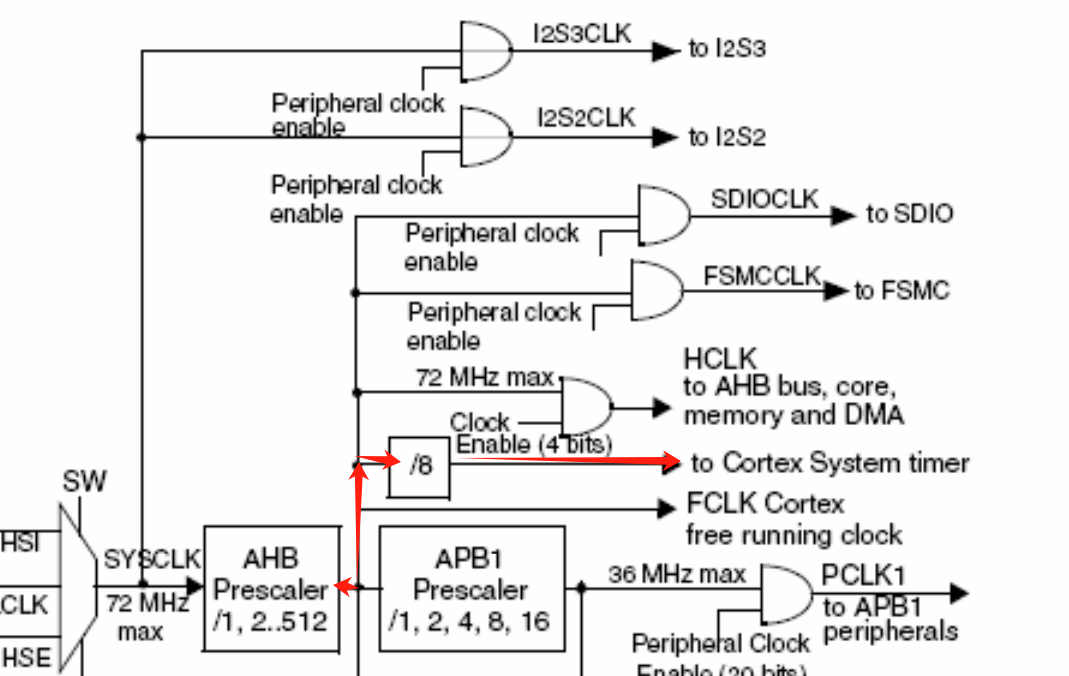 I2S3CLK
to I2S3
Peripheral clock
enable
I2S2CLK
to I2S2
Peripheral clock
enable
SDIOCLK
to SDIO
Peripheral clock
enable
FSMCCLK
to FSMC
Peripheral clock
enable
HCLK
72 MHz max
to AHB bus, core,
memory and DMA
Clock
Enable (4 bits)
/8
to Cortex System timer
SW
FCLK Cortex
free running clock
HSI
SYSCLK
AHB
Prescaler
/1, 2..512
APB1
Prescaler
/1, 2, 4, 8, 16
36 MHz max
PCLK1
to APB1
peripherals
CLK
72 MHz
max
HSE
Peripheral Clock
Enable (20 bits)